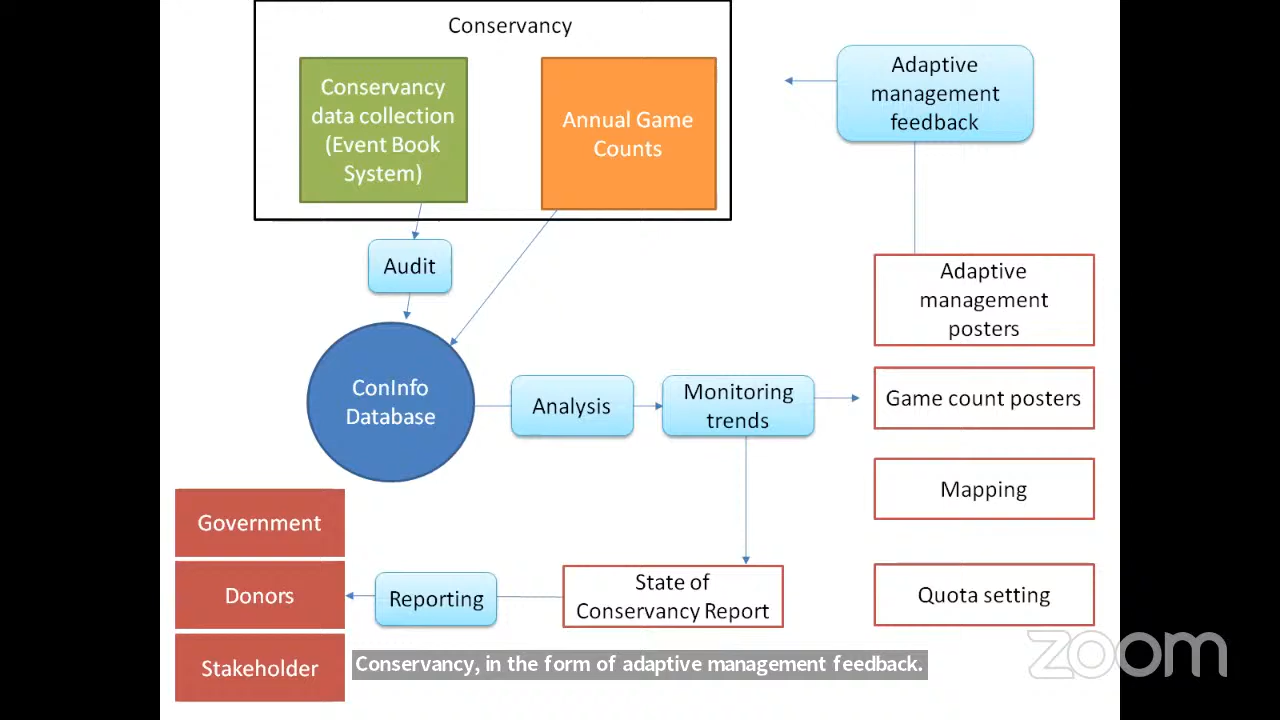 Conservancy
Conservancy
data collection
(Event Book
System)
Annual Game
Counts
Adaptive
management
feedback
Audit
Adaptive
management
posters
ConInfo
Database
Analysis
Monitoring
trends
Game count posters
Mapping
Government
Donors
Stakeholder
Reporting
State of
Conservancy Report
Quota setting
zoom
Conservancy, in the form of adaptive management feedback.